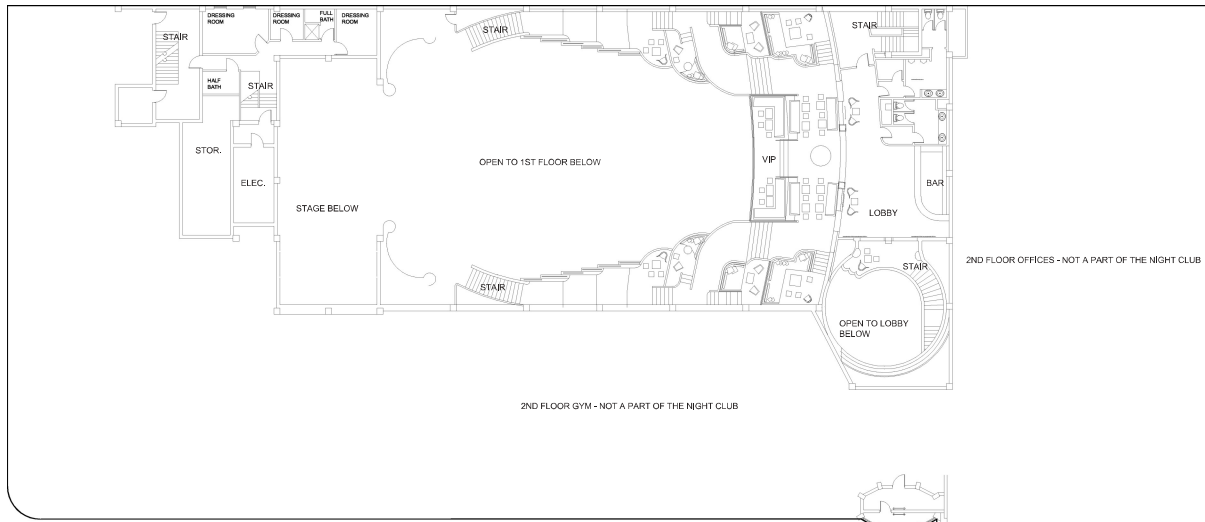 DRESSING
ROOM
DRESSING
ROOM
FULL
BATH
DRESSING
ROOM
STAIR
STAIR
STAIR
HALF
BATH
STAIR
STOR.
ELEC.
OPEN TO 1ST FLOOR BELOW
VIP
BAR
STAGE BELOW
LOBBY
2ND FLOOR OFFICES - NOT A PART OF THE NIGHT CLUB
STAIR
STAIR
OPEN TO LOBBY
BELOW
2ND FLOOR GYM - NOT A PART OF THE NIGHT CLUB